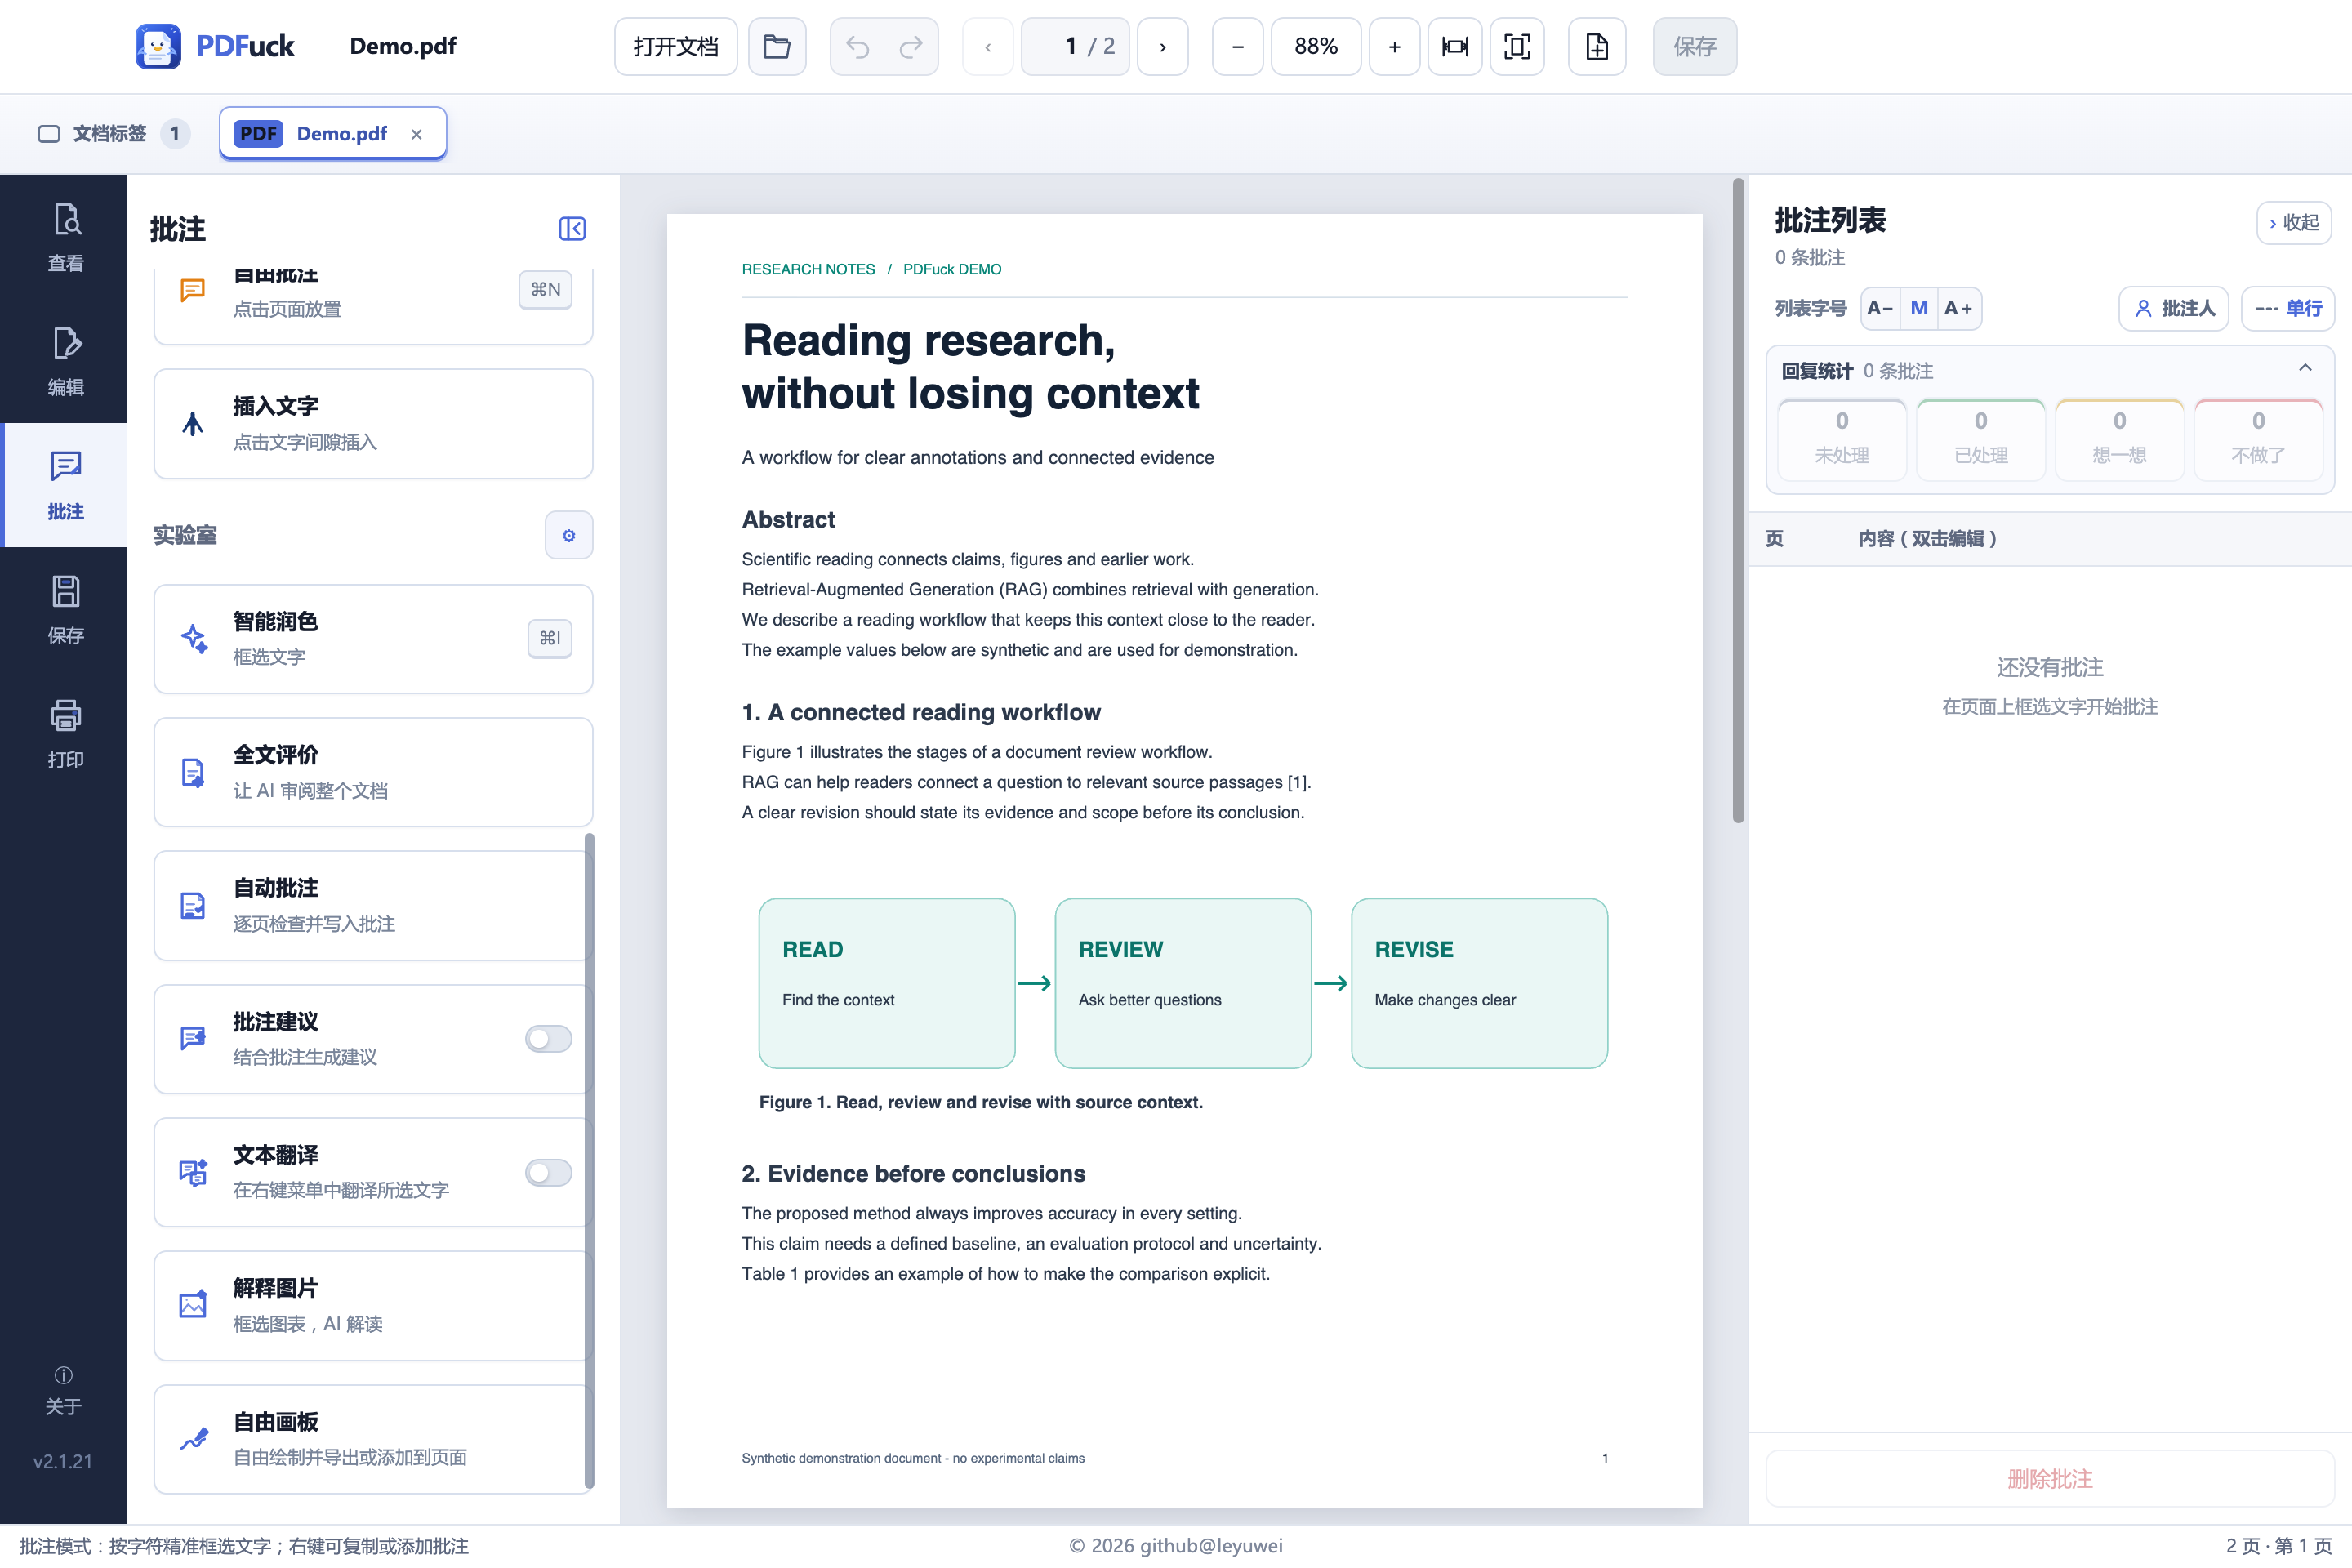 PDFuck
Demo.pdf
打开文档
1 / 2
88%
保存
文档标签 1
PDF Demo.pdf ×
查看
编辑
批注
保存
打印
关于
v2.1.21
批注
自由批注
点击页面放置
⌘N
插入文字
点击文字间隙插入
实验室
智能润色
框选文字
⌘I
全文评价
让 AI 审阅整个文档
自动批注
逐页检查并写入批注
批注建议
结合批注生成建议
文本翻译
在右键菜单中翻译所选文字
解释图片
框选图表，AI 解读
自由画板
自由绘制并导出或添加到页面
RESEARCH NOTES / PDFuck DEMO
Reading research,
without losing context
A workflow for clear annotations and connected evidence
Abstract
Scientific reading connects claims, figures and earlier work.
Retrieval-Augmented Generation (RAG) combines retrieval with generation.
We describe a reading workflow that keeps this context close to the reader.
The example values below are synthetic and are used for demonstration.
1. A connected reading workflow
Figure 1 illustrates the stages of a document review workflow.
RAG can help readers connect a question to relevant source passages [1].
A clear revision should state its evidence and scope before its conclusion.
READ
Find the context
REVIEW
Ask better questions
REVISE
Make changes clear
Figure 1. Read, review and revise with source context.
2. Evidence before conclusions
The proposed method always improves accuracy in every setting.
This claim needs a defined baseline, an evaluation protocol and uncertainty.
Table 1 provides an example of how to make the comparison explicit.
Synthetic demonstration document - no experimental claims
1
批注列表
0 条批注
› 收起
列表字号 A− M A+
批注人
--- 单行
回复统计 0 条批注
0 未处理
0 已处理
0 想一想
0 不做了
页 内容（双击编辑）
还没有批注
在页面上框选文字开始批注
删除批注
批注模式：按字符精准框选文字；右键可复制或添加批注
© 2026 github@leyuwei
2 页 · 第 1 页